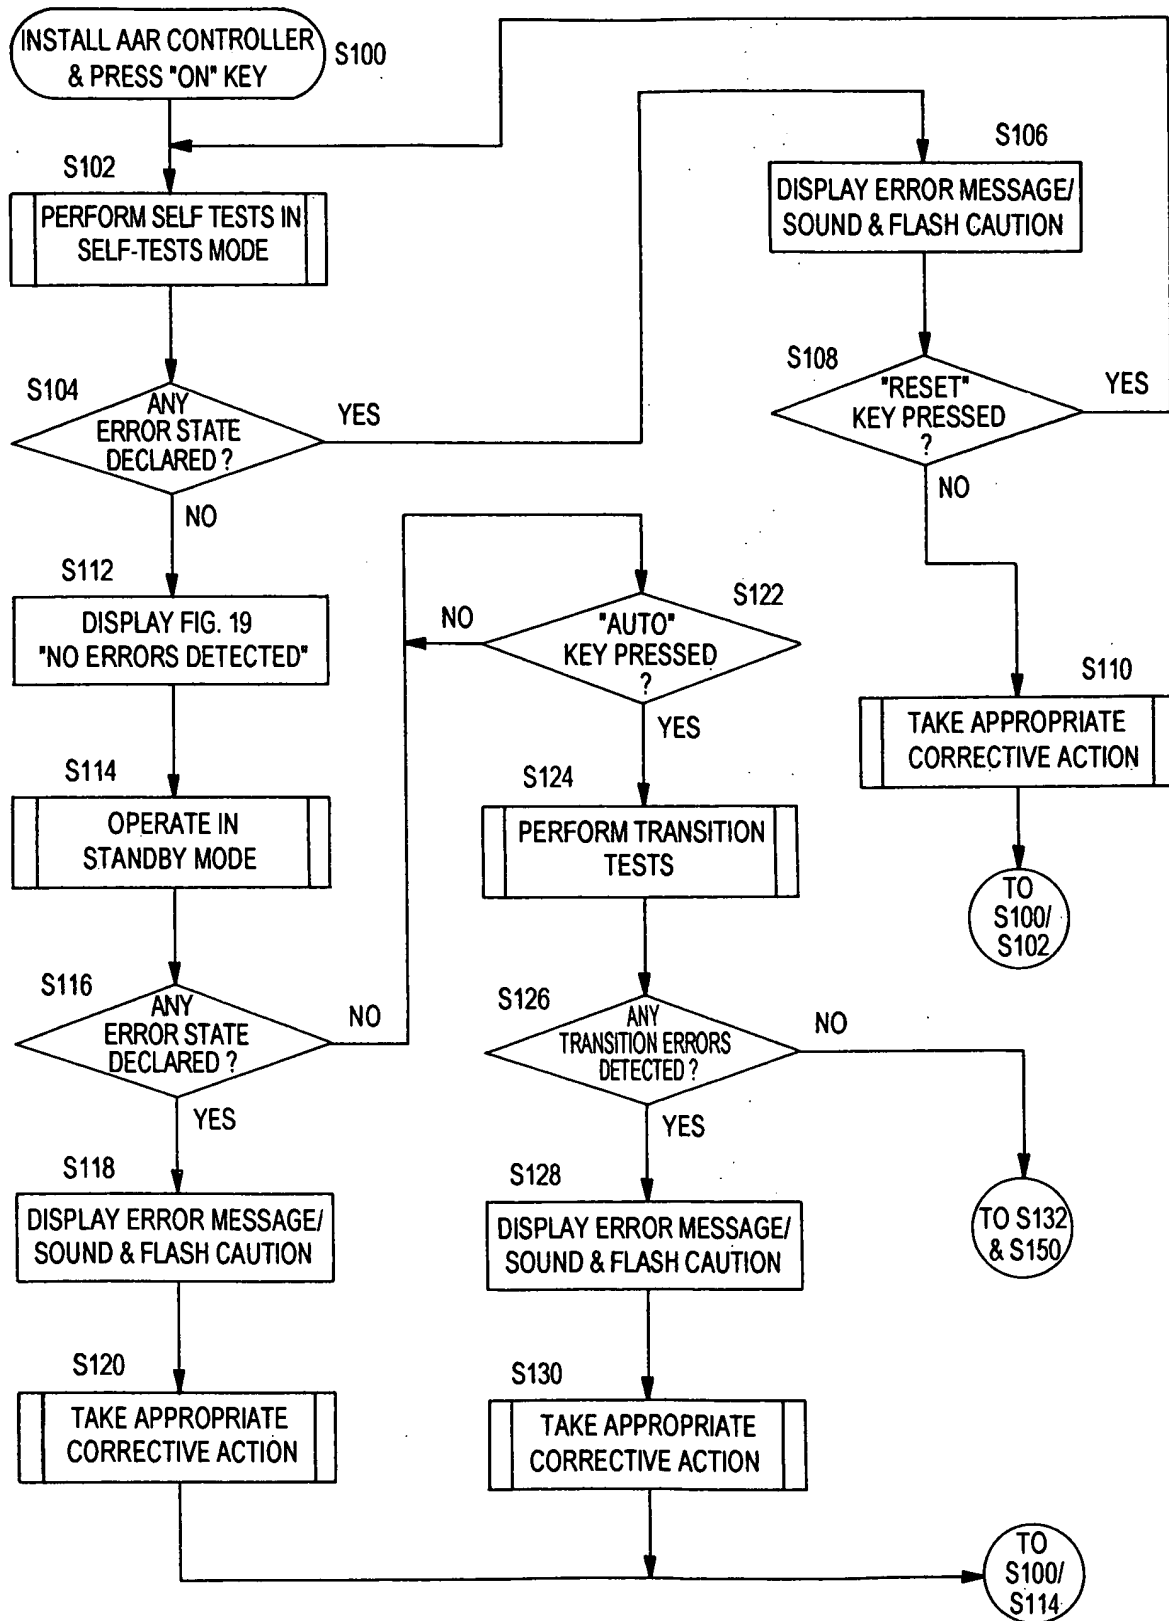 INSTALL AAR CONTROLLER
& PRESS "ON" KEY
S100
S102
PERFORM SELF TESTS IN
SELF-TESTS MODE
S104
ANY
ERROR STATE
DECLARED ?
YES
NO
S106
DISPLAY ERROR MESSAGE/
SOUND & FLASH CAUTION
S108
"RESET"
KEY PRESSED
?
YES
NO
S110
TAKE APPROPRIATE
CORRECTIVE ACTION
TO
S100/
S102
S112
DISPLAY FIG. 19
"NO ERRORS DETECTED"
S114
OPERATE IN
STANDBY MODE
S116
ANY
ERROR STATE
DECLARED ?
NO
YES
S118
DISPLAY ERROR MESSAGE/
SOUND & FLASH CAUTION
S120
TAKE APPROPRIATE
CORRECTIVE ACTION
S122
"AUTO"
KEY PRESSED
?
NO
YES
S124
PERFORM TRANSITION
TESTS
S126
ANY
TRANSITION ERRORS
DETECTED ?
NO
YES
TO S132
& S150
S128
DISPLAY ERROR MESSAGE/
SOUND & FLASH CAUTION
S130
TAKE APPROPRIATE
CORRECTIVE ACTION
TO
S100/
S114